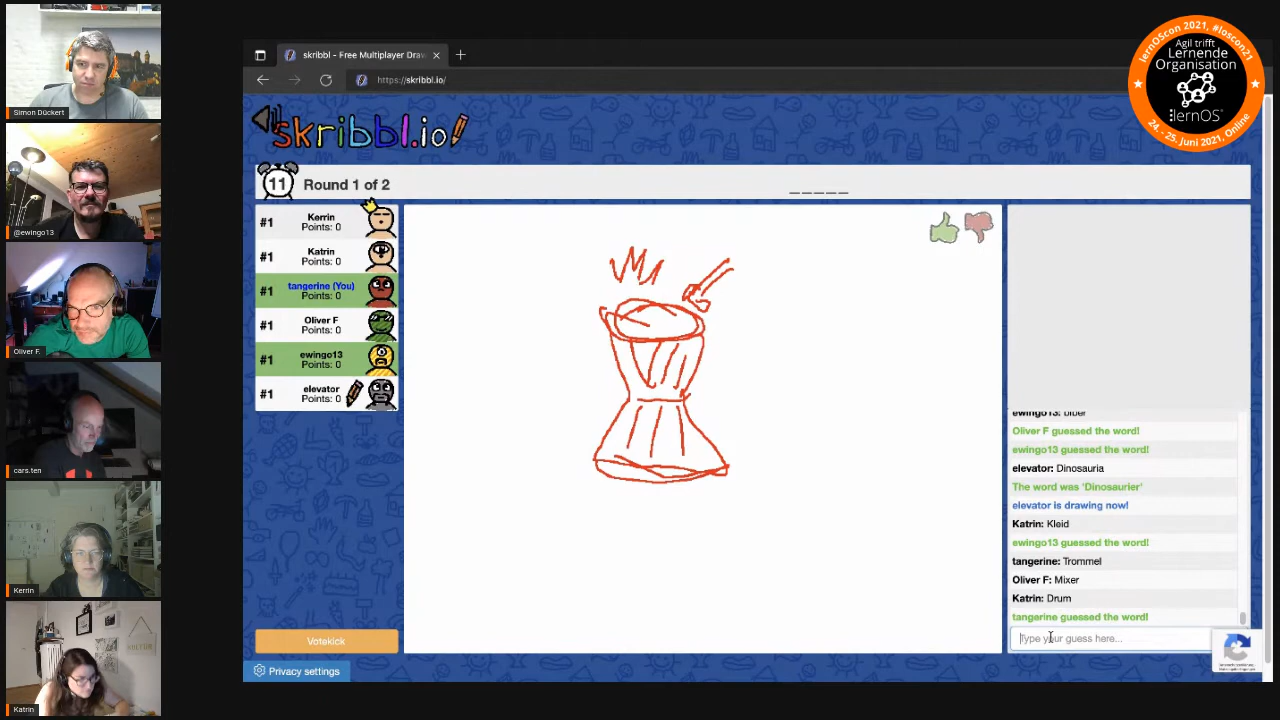 Simon Dückert
@ewingo13
Oliver F.
cars.ten
Kerrin
Katrin
skribbl - Free Multiplayer Draw
https://skribbl.io/
lernOScon 2021, #loscon21
Agil trifft
Lernende
Organisation
lernOS
24. - 25. Juni 2021, Online
skribbl.io
11
Round 1 of 2
_ _ _ _ _
#1 Kerrin
Points: 0
#1 Katrin
Points: 0
#1 tangerine (You)
Points: 0
#1 Oliver F
Points: 0
#1 ewingo13
Points: 0
#1 elevator
Points: 0
Votekick
Privacy settings
ewingo13: biber
Oliver F guessed the word!
ewingo13 guessed the word!
elevator: Dinosauria
The word was 'Dinosaurier'
elevator is drawing now!
Katrin: Kleid
ewingo13 guessed the word!
tangerine: Trommel
Oliver F: Mixer
Katrin: Drum
tangerine guessed the word!
Type your guess here...